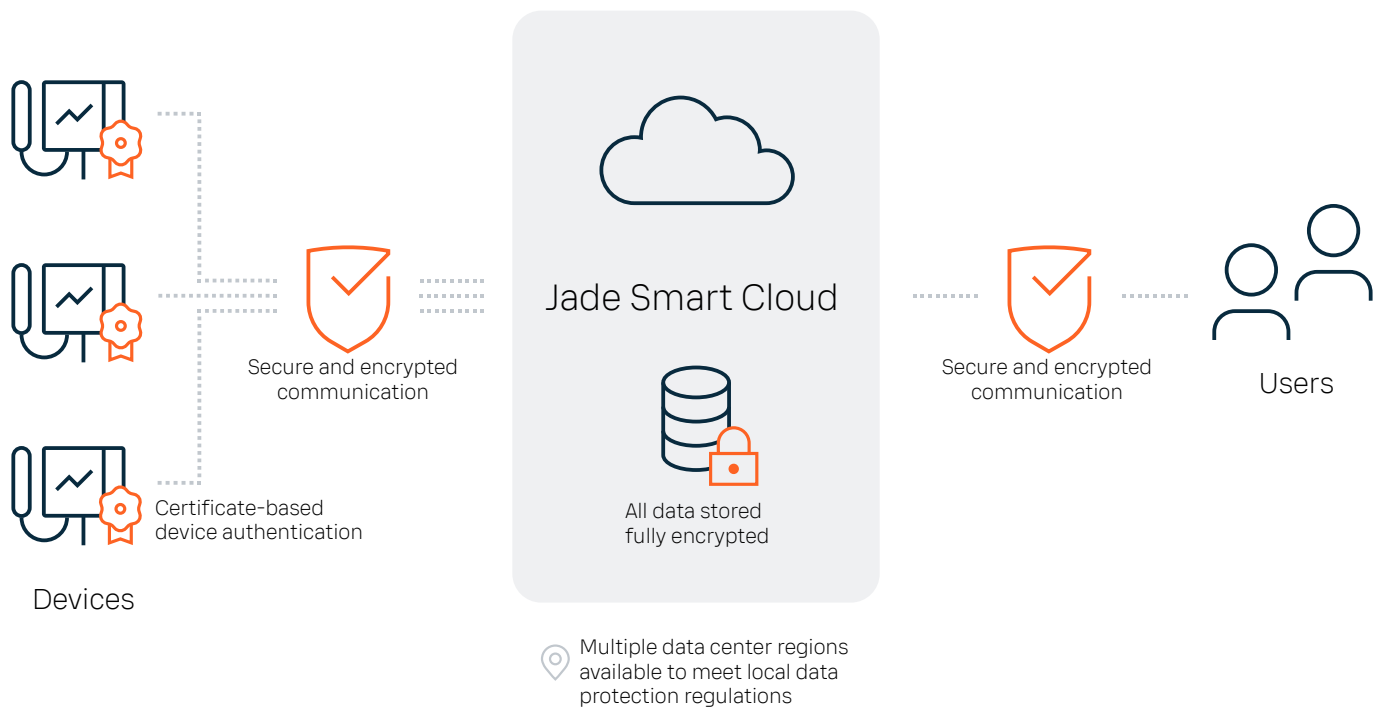 Secure and encrypted
communication
Certificate-based
device authentication
Devices
Jade Smart Cloud
All data stored
fully encrypted
Multiple data center regions
available to meet local data
protection regulations
Secure and encrypted
communication
Users